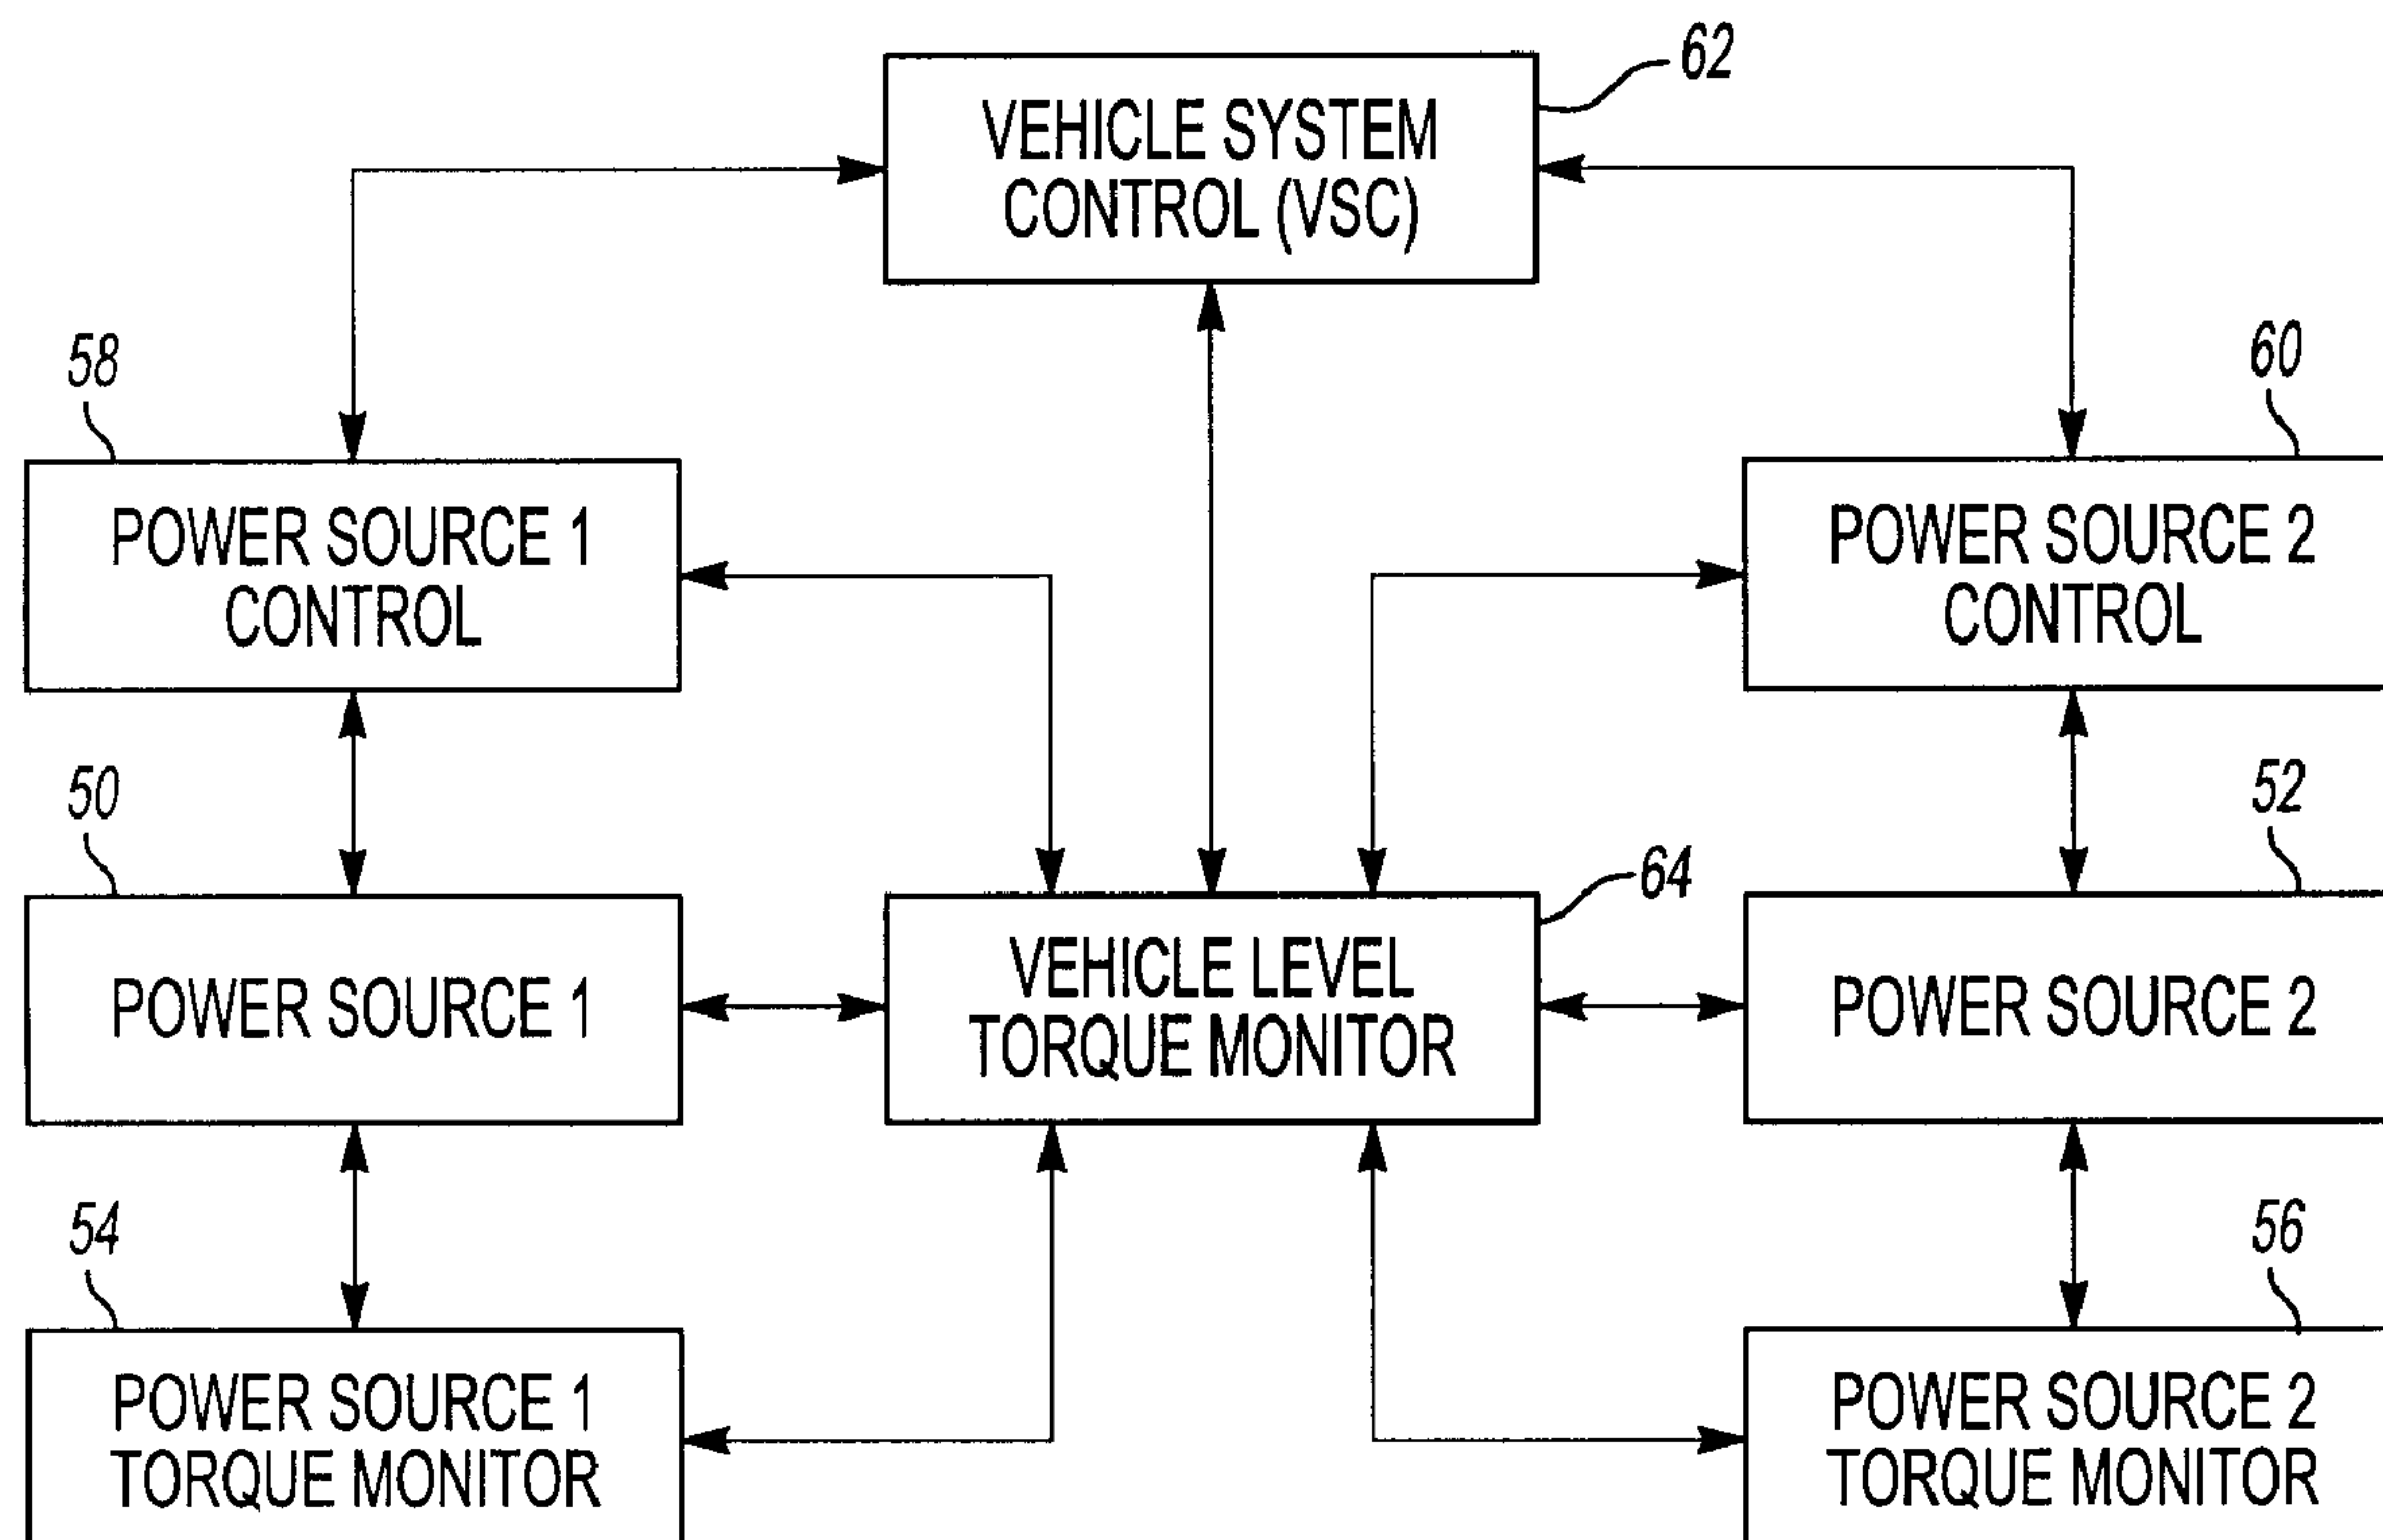 62
VEHICLE SYSTEM
CONTROL (VSC)
58
60
POWER SOURCE 1
CONTROL
POWER SOURCE 2
CONTROL
50
52
64
POWER SOURCE 1
VEHICLE LEVEL
TORQUE MONITOR
POWER SOURCE 2
54
56
POWER SOURCE 1
TORQUE MONITOR
POWER SOURCE 2
TORQUE MONITOR